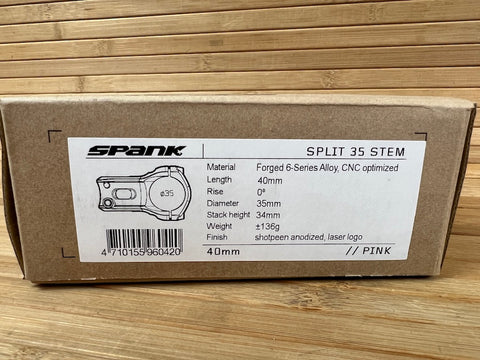 SPANK
SPLIT 35 STEM
Material Forged 6-Series Alloy, CNC optimized
Length 40mm
Rise 0°
Diameter 35mm
Stack height 34mm
Weight ±136g
Finish shotpeen anodized, laser logo
ø35
4 710155 960420
40mm // PINK